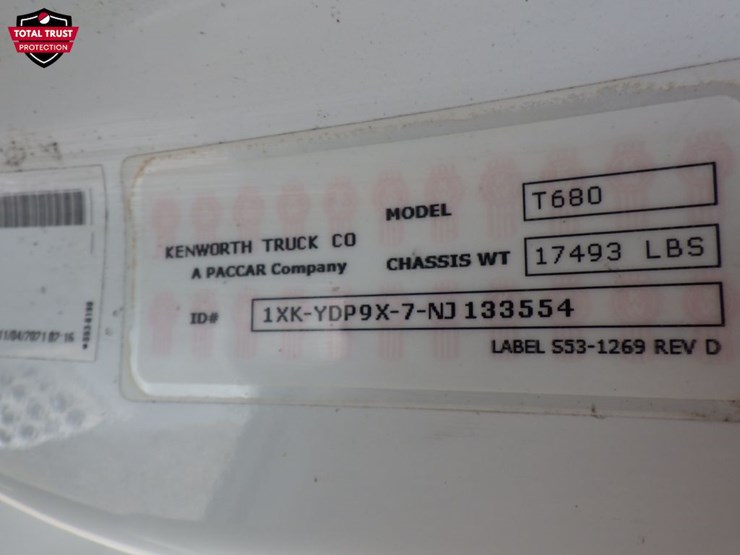 TOTAL TRUST
PROTECTION
KENWORTH TRUCK CO
A PACCAR Company
MODEL T680
CHASSIS WT 17493 LBS
ID# 1XK-YDP9X-7-NJ133554
LABEL S53-1269 REV D